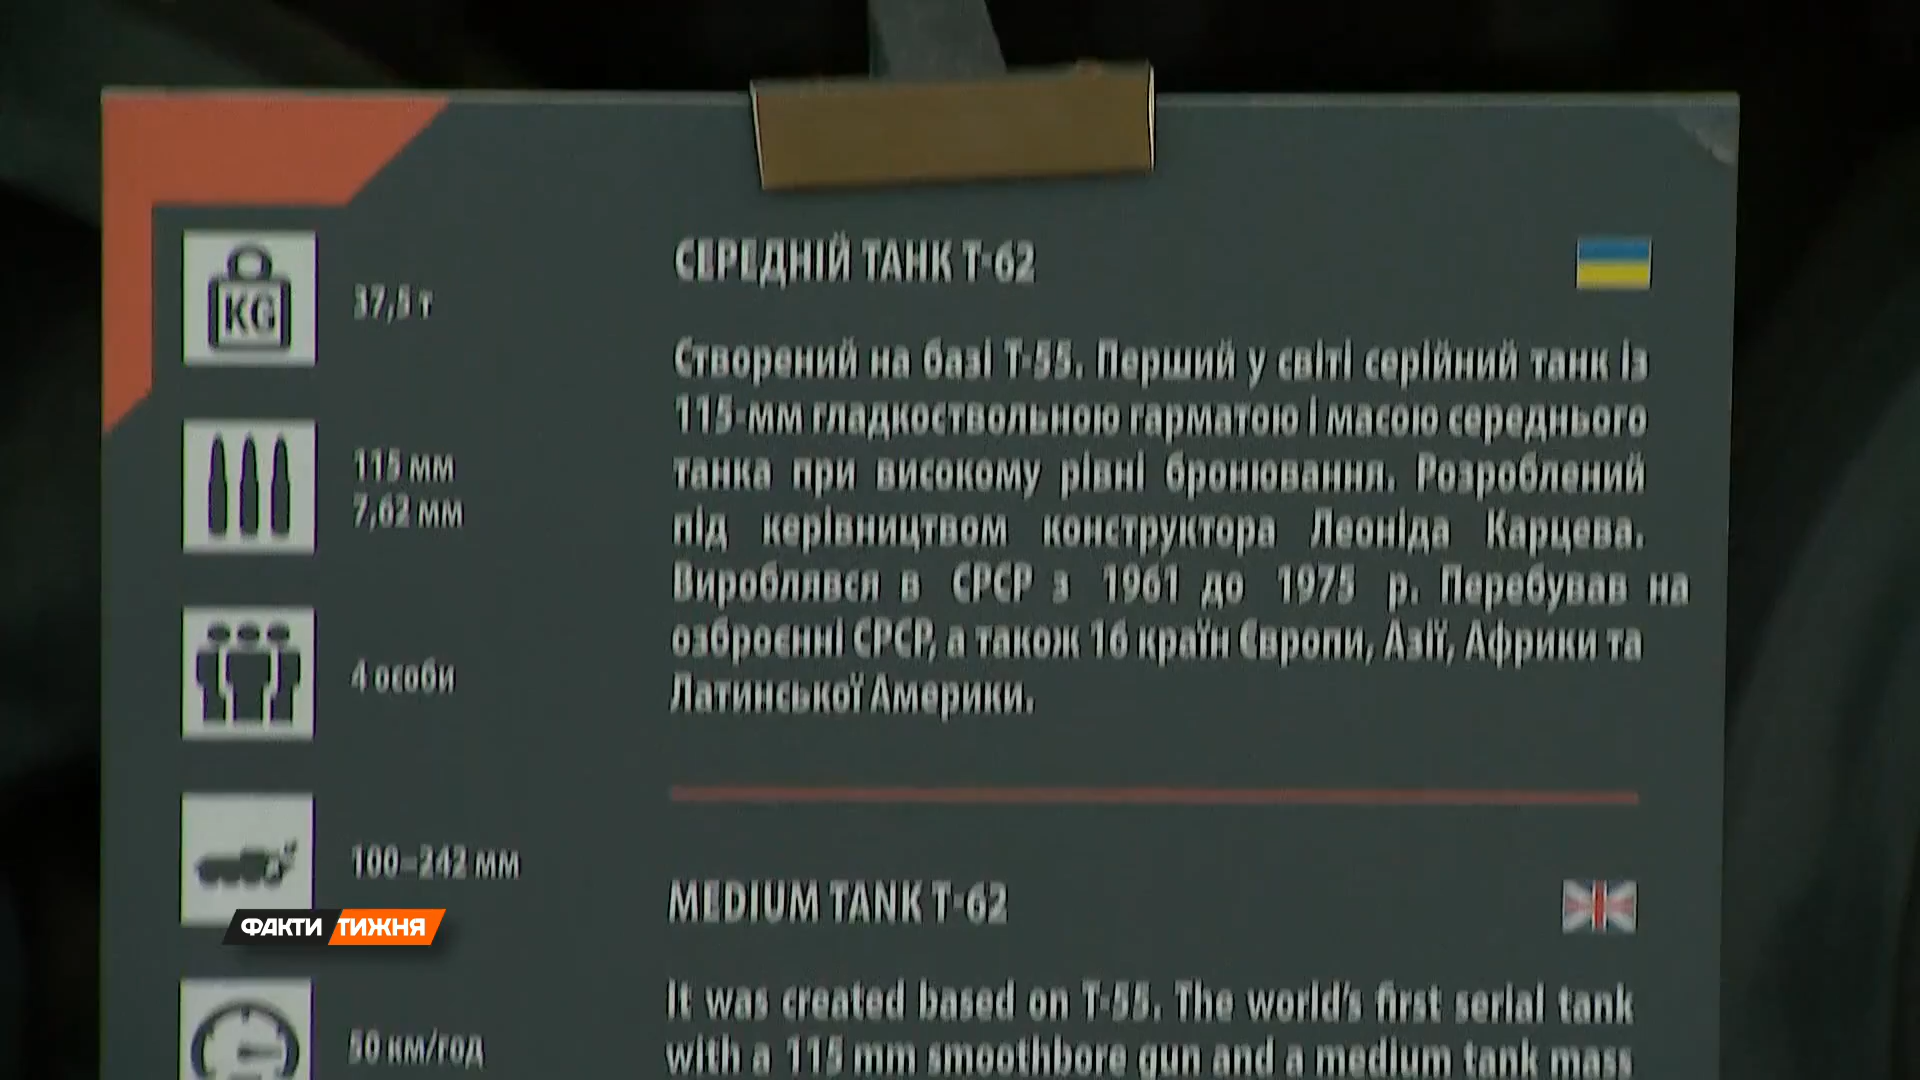 KG
37,5 т
115 мм
7,62 мм
4 особи
100-242 мм
50 км/год
СЕРЕДНІЙ ТАНК Т-62
Створений на базі Т-55. Перший у світі серійний танк із
115-мм гладкоствольною гарматою і масою середнього
танка при високому рівні бронювання. Розроблений
під керівництвом конструктора Леоніда Карцева.
Вироблявся в СРСР з 1961 до 1975 р. Перебував на
озброєнні СРСР, а також 16 країн Європи, Азії, Африки та
Латинської Америки.
MEDIUM TANK T-62
It was created based on T-55. The world's first serial tank
with a 115 mm smoothbore gun and a medium tank mass
ФАКТИ ТИЖНЯ